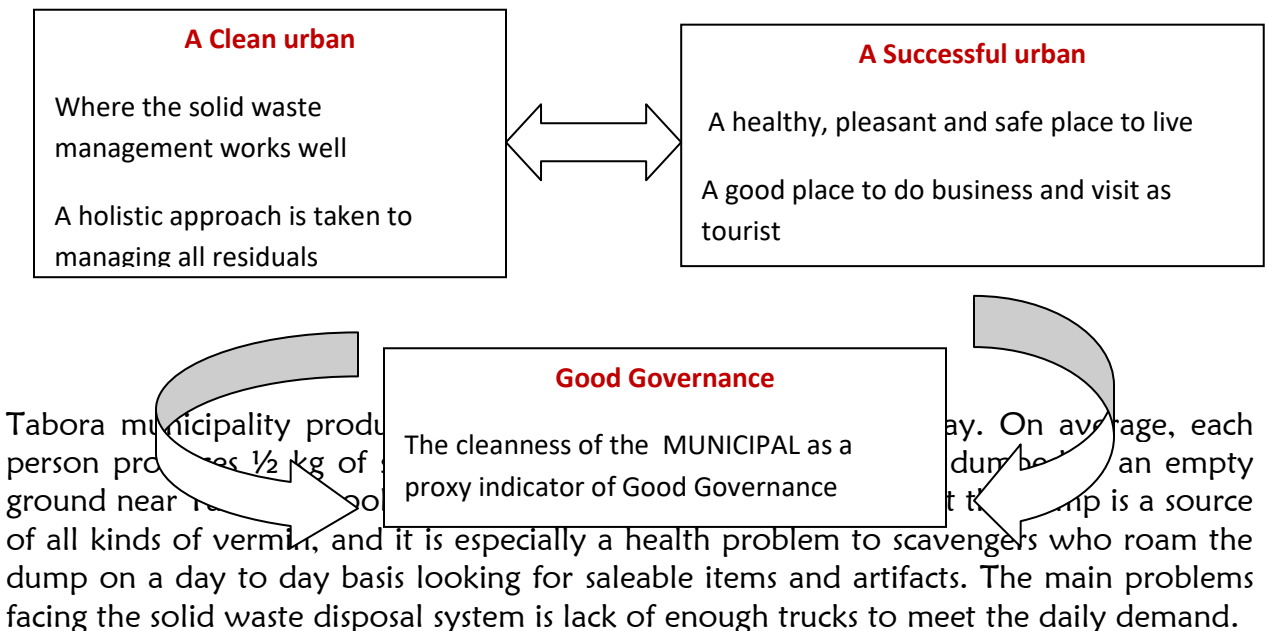 A Clean urban
Where the solid waste
management works well
A holistic approach is taken to
managing all residuals
A Successful urban
A healthy, pleasant and safe place to live
A good place to do business and visit as
tourist
Good Governance
The cleanness of the MUNICIPAL as a
proxy indicator of Good Governance
Tabora municipality On average, each
person ½ kg of an empty
ground near is a source
of all kinds of vermin, and it is especially a health problem to scavengers who roam the
dump on a day to day basis looking for saleable items and artifacts. The main problems
facing the solid waste disposal system is lack of enough trucks to meet the daily demand.